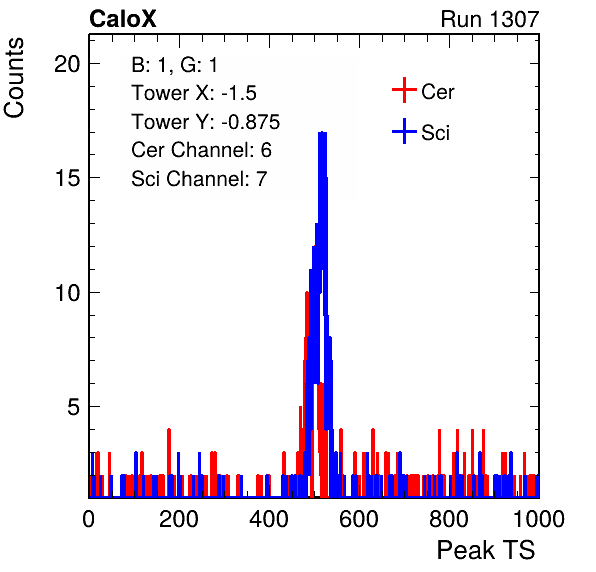 CaloX Run 1307
Counts
B: 1, G: 1
Tower X: -1.5
Tower Y: -0.875
Cer Channel: 6
Sci Channel: 7
Cer
Sci
20
15
10
5
0 200 400 600 800 1000
Peak TS